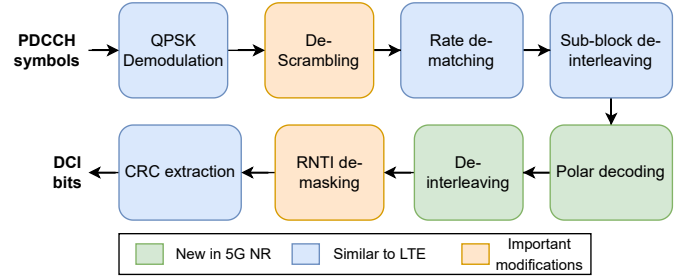 PDCCH
symbols
QPSK
Demodulation
De-
Scrambling
Rate de-
matching
Sub-block de-
interleaving
DCI
bits
CRC extraction
RNTI de-
masking
De-
interleaving
Polar decoding
New in 5G NR
Similar to LTE
Important
modifications